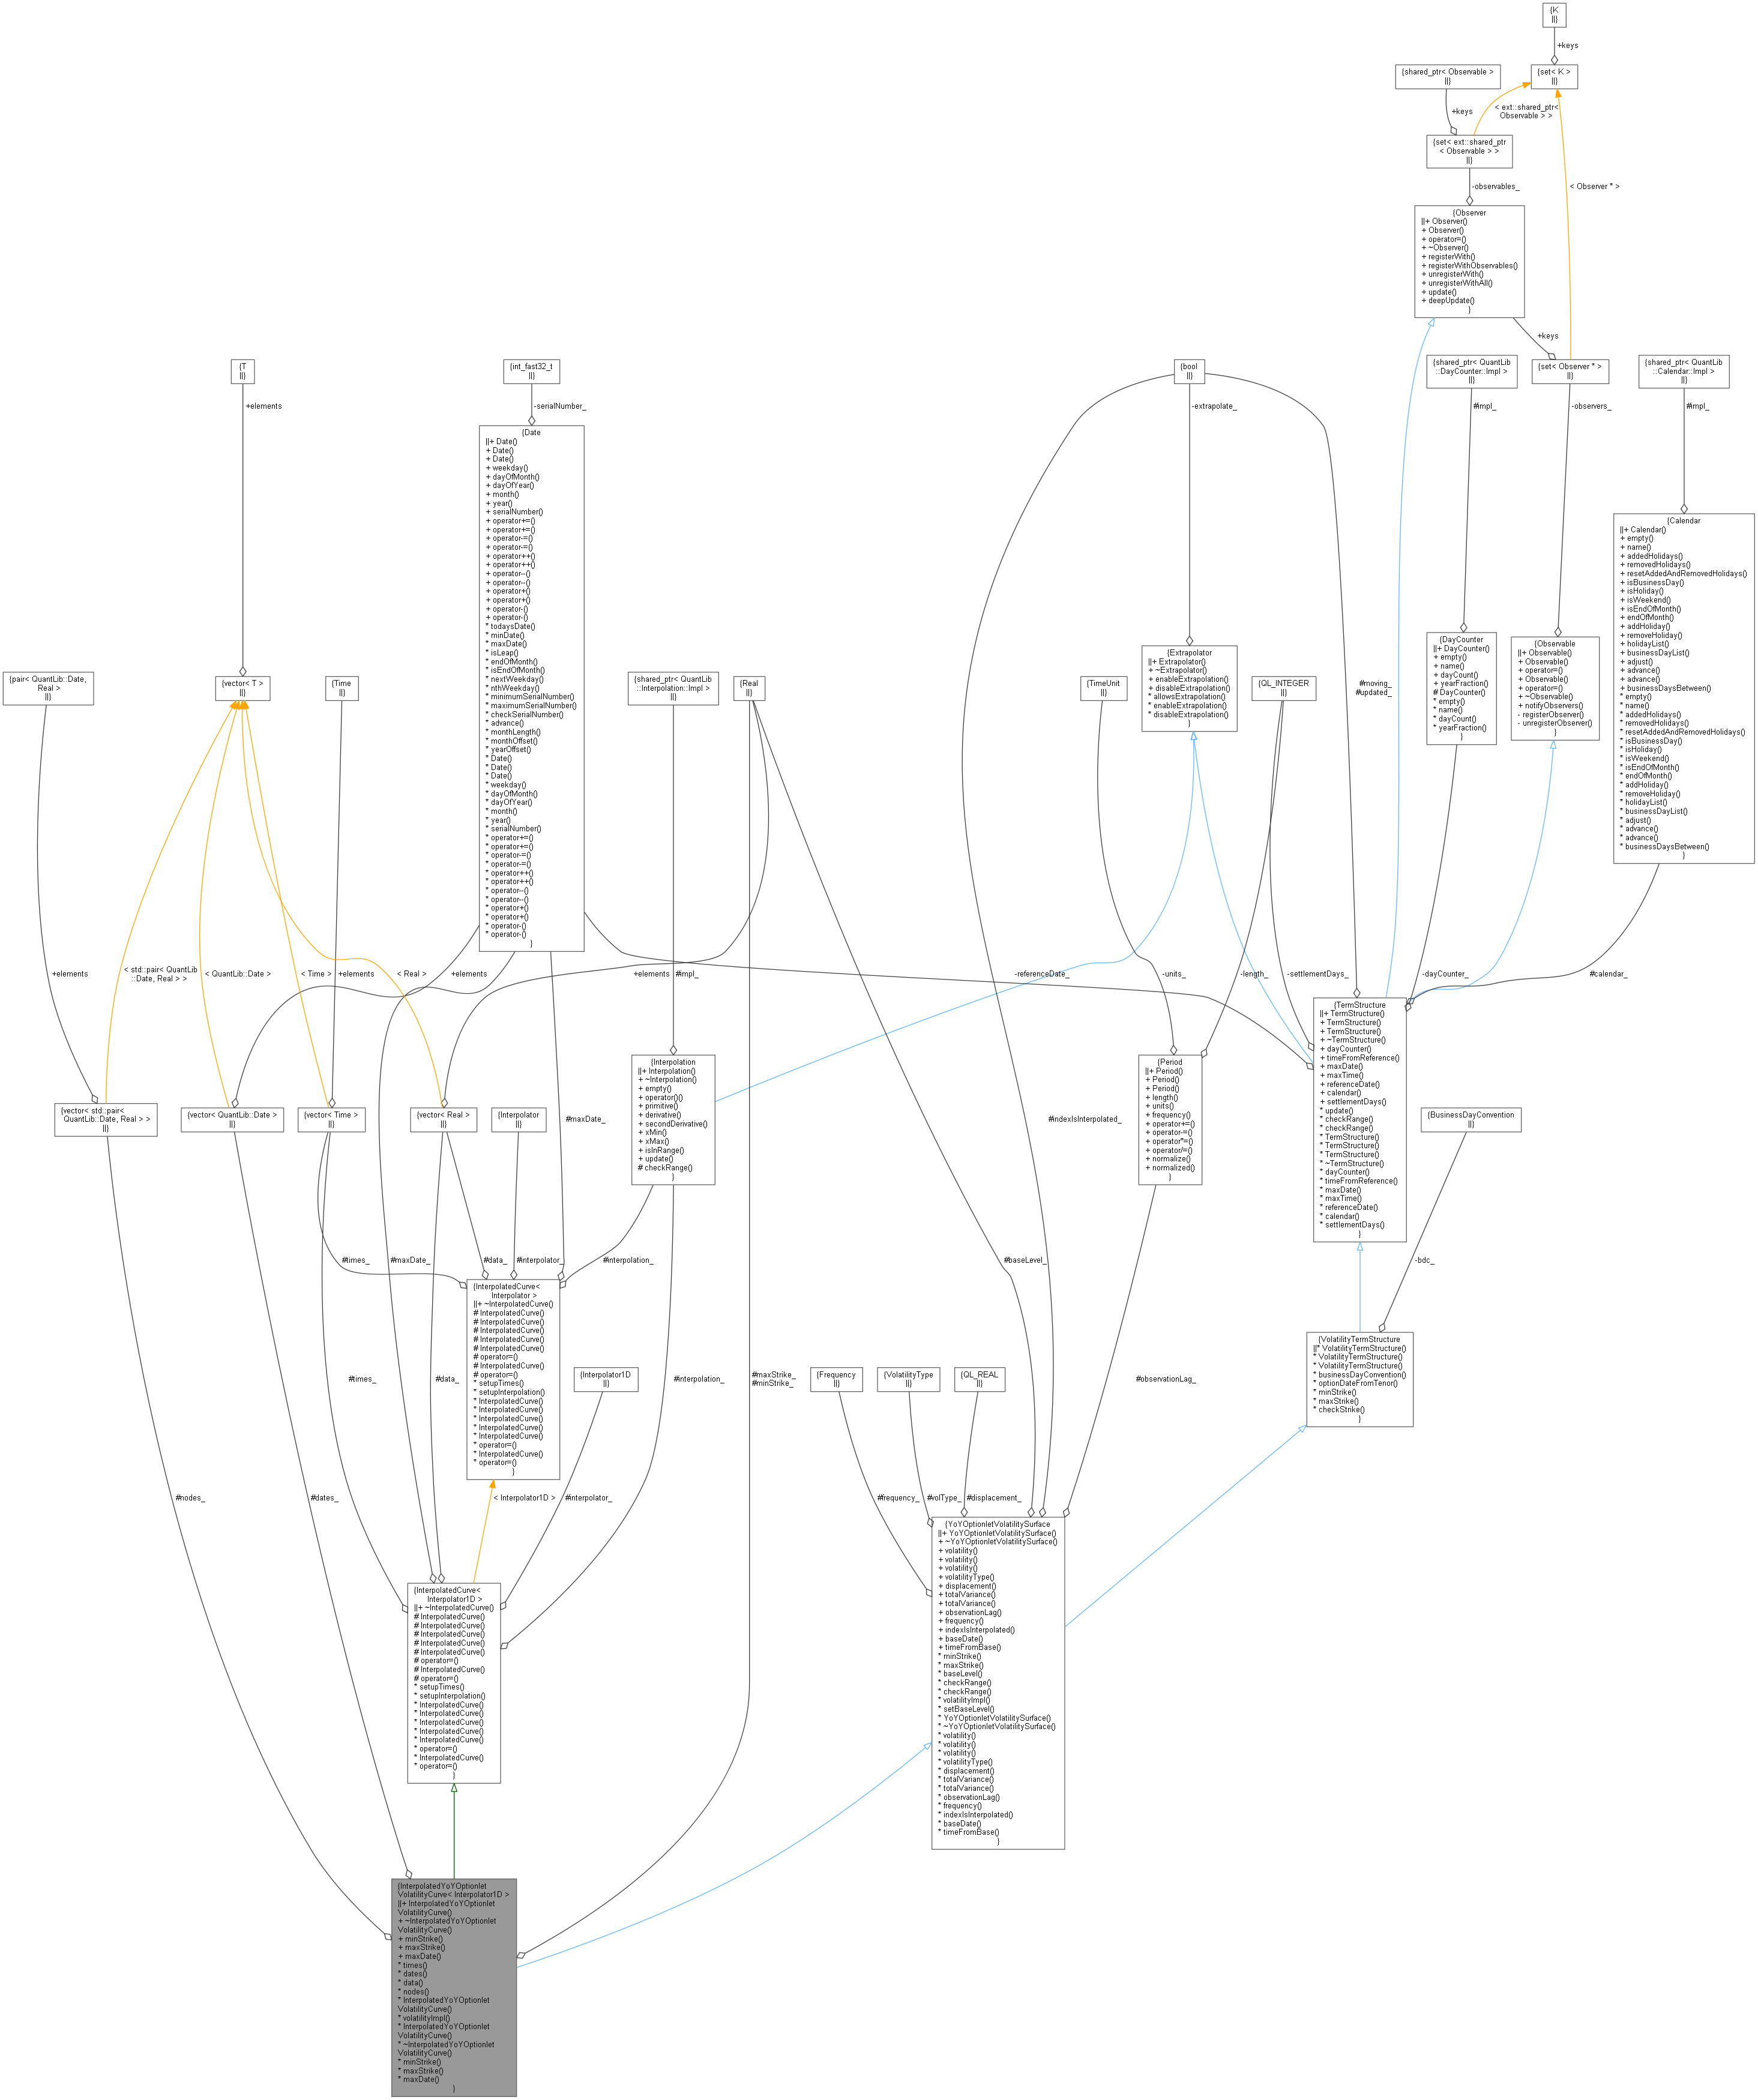 {K
||}
+keys
{shared_ptr< Observable >
||}
{set< K >
||}
+keys
< ext::shared_ptr<
Observable > >
{set< ext::shared_ptr
< Observable > >
||}
-observables_
< Observer * >
{Observer
||+ Observer()
+ Observer()
+ operator=()
+ ~Observer()
+ registerWith()
+ registerWithObservables()
+ unregisterWith()
+ unregisterWithAll()
+ update()
+ deepUpdate()
}
+keys
{T
||}
+elements
{int_fast32_t
||}
-serialNumber_
{bool
||}
-extrapolate_
{shared_ptr< QuantLib
::DayCounter::Impl >
||}
#impl_
{set< Observer * >
||}
-observers_
{shared_ptr< QuantLib
::Calendar::Impl >
||}
#impl_
{Date
||+ Date()
+ Date()
+ Date()
+ weekday()
+ dayOfMonth()
+ dayOfYear()
+ month()
+ year()
+ serialNumber()
+ operator+=()
+ operator+=()
+ operator-=()
+ operator-=()
+ operator++()
+ operator++()
+ operator--()
+ operator--()
+ operator+()
+ operator+()
+ operator-()
+ operator-()
* todaysDate()
* minDate()
* maxDate()
* isLeap()
* endOfMonth()
* isEndOfMonth()
* nextWeekday()
* nthWeekday()
* minimumSerialNumber()
* maximumSerialNumber()
* checkSerialNumber()
* advance()
* monthLength()
* monthOffset()
* yearOffset()
* Date()
* Date()
* Date()
* weekday()
* dayOfMonth()
* dayOfYear()
* month()
* year()
* serialNumber()
* operator+=()
* operator+=()
* operator-=()
* operator-=()
* operator++()
* operator++()
* operator--()
* operator--()
* operator+()
* operator+()
* operator-()
* operator-()
}
{Calendar
||+ Calendar()
+ empty()
+ name()
+ addedHolidays()
+ removedHolidays()
+ resetAddedAndRemovedHolidays()
+ isBusinessDay()
+ isHoliday()
+ isWeekend()
+ isEndOfMonth()
+ endOfMonth()
+ addHoliday()
+ removeHoliday()
+ holidayList()
+ businessDayList()
+ adjust()
+ advance()
+ advance()
+ businessDaysBetween()
* empty()
* name()
* addedHolidays()
* removedHolidays()
* resetAddedAndRemovedHolidays()
* isBusinessDay()
* isHoliday()
* isWeekend()
* isEndOfMonth()
* endOfMonth()
* addHoliday()
* removeHoliday()
* holidayList()
* businessDayList()
* adjust()
* advance()
* advance()
* businessDaysBetween()
}
{DayCounter
||+ DayCounter()
+ empty()
+ name()
+ dayCount()
+ yearFraction()
# DayCounter()
* empty()
* name()
* dayCount()
* yearFraction()
}
{Observable
||+ Observable()
+ Observable()
+ operator=()
+ Observable()
+ operator=()
+ ~Observable()
+ notifyObservers()
- registerObserver()
- unregisterObserver()
}
{Extrapolator
||+ Extrapolator()
+ ~Extrapolator()
+ enableExtrapolation()
+ disableExtrapolation()
* allowsExtrapolation()
* enableExtrapolation()
* disableExtrapolation()
}
{pair< QuantLib::Date,
Real >
||}
{vector< T >
||}
{Time
||}
{shared_ptr< QuantLib
::Interpolation::Impl >
||}
{Real
||}
{TimeUnit
||}
{QL_INTEGER
||}
#moving_
#updated_
+elements
< std::pair< QuantLib
::Date, Real > >
< QuantLib::Date >
< Time >
+elements
< Real >
+elements
+elements
#impl_
-referenceDate_
-units_
-length_
-settlementDays_
-dayCounter_
#calendar_
{TermStructure
||+ TermStructure()
+ TermStructure()
+ TermStructure()
+ ~TermStructure()
+ dayCounter()
+ timeFromReference()
+ maxDate()
+ maxTime()
+ referenceDate()
+ calendar()
+ settlementDays()
* update()
* checkRange()
* checkRange()
* TermStructure()
* TermStructure()
* TermStructure()
* ~TermStructure()
* dayCounter()
* timeFromReference()
* maxDate()
* maxTime()
* referenceDate()
* calendar()
* settlementDays()
}
{Interpolation
||+ Interpolation()
+ ~Interpolation()
+ empty()
+ operator()()
+ primitive()
+ derivative()
+ secondDerivative()
+ xMin()
+ xMax()
+ isInRange()
+ update()
# checkRange()
}
{Period
||+ Period()
+ Period()
+ Period()
+ length()
+ units()
+ frequency()
+ operator+=()
+ operator-=()
+ operator*=()
+ operator/=()
+ normalize()
+ normalized()
}
{vector< std::pair<
QuantLib::Date, Real > >
||}
{vector< QuantLib::Date >
||}
{vector< Time >
||}
{vector< Real >
||}
{Interpolator
||}
#maxDate_
#indexIsInterpolated_
{BusinessDayConvention
||}
#times_
#maxDate_
#data_
#interpolator_
#interpolation_
#baseLevel_
-bdc_
{InterpolatedCurve<
Interpolator >
||+ ~InterpolatedCurve()
# InterpolatedCurve()
# InterpolatedCurve()
# InterpolatedCurve()
# InterpolatedCurve()
# InterpolatedCurve()
# operator=()
# InterpolatedCurve()
# operator=()
* setupTimes()
* setupInterpolation()
* InterpolatedCurve()
* InterpolatedCurve()
* InterpolatedCurve()
* InterpolatedCurve()
* InterpolatedCurve()
* operator=()
* InterpolatedCurve()
* operator=()
}
{VolatilityTermStructure
||* VolatilityTermStructure()
* VolatilityTermStructure()
* VolatilityTermStructure()
* businessDayConvention()
* optionDateFromTenor()
* minStrike()
* maxStrike()
* checkStrike()
}
#times_
#data_
{Interpolator1D
||}
#interpolation_
#maxStrike_
#minStrike_
{Frequency
||}
{VolatilityType
||}
{QL_REAL
||}
#observationLag_
#nodes_
#dates_
< Interpolator1D >
#interpolator_
#frequency_
#volType_
#displacement_
{YoYOptionletVolatilitySurface
||+ YoYOptionletVolatilitySurface()
+ ~YoYOptionletVolatilitySurface()
+ volatility()
+ volatility()
+ volatility()
+ volatilityType()
+ displacement()
+ totalVariance()
+ totalVariance()
+ observationLag()
+ frequency()
+ indexIsInterpolated()
+ baseDate()
+ timeFromBase()
* minStrike()
* maxStrike()
* baseLevel()
* checkRange()
* checkRange()
* volatilityImpl()
* setBaseLevel()
* YoYOptionletVolatilitySurface()
* ~YoYOptionletVolatilitySurface()
* volatility()
* volatility()
* volatility()
* volatilityType()
* displacement()
* totalVariance()
* totalVariance()
* observationLag()
* frequency()
* indexIsInterpolated()
* baseDate()
* timeFromBase()
}
{InterpolatedCurve<
Interpolator1D >
||+ ~InterpolatedCurve()
# InterpolatedCurve()
# InterpolatedCurve()
# InterpolatedCurve()
# InterpolatedCurve()
# InterpolatedCurve()
# operator=()
# InterpolatedCurve()
# operator=()
* setupTimes()
* setupInterpolation()
* InterpolatedCurve()
* InterpolatedCurve()
* InterpolatedCurve()
* InterpolatedCurve()
* InterpolatedCurve()
* operator=()
* InterpolatedCurve()
* operator=()
}
{InterpolatedYoYOptionlet
VolatilityCurve< Interpolator1D >
||+ InterpolatedYoYOptionlet
VolatilityCurve()
+ ~InterpolatedYoYOptionlet
VolatilityCurve()
+ minStrike()
+ maxStrike()
+ maxDate()
* times()
* dates()
* data()
* nodes()
* InterpolatedYoYOptionlet
VolatilityCurve()
* volatilityImpl()
* InterpolatedYoYOptionlet
VolatilityCurve()
* ~InterpolatedYoYOptionlet
VolatilityCurve()
* minStrike()
* maxStrike()
* maxDate()
}